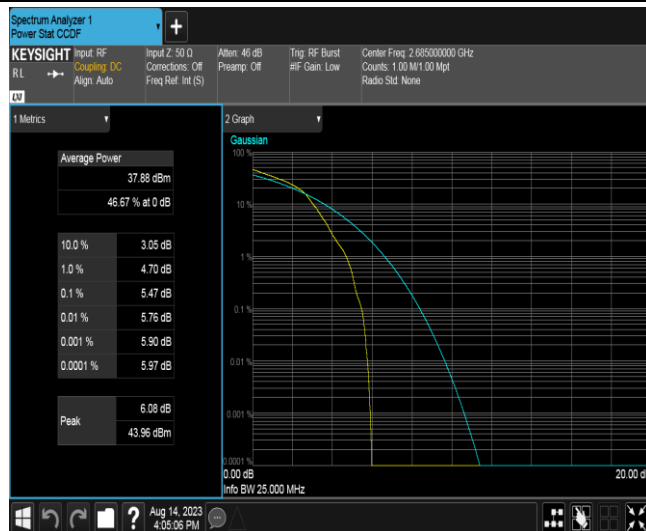 Spectrum Analyzer 1
Power Stat CCDF
KEYSIGHT
RL
Input: RF
Coupling: DC
Align: Auto
Input Z: 50 Ω
Corrections: Off
Freq Ref: Int (S)
Atten: 46 dB
Preamp: Off
Trig: RF Burst
#IF Gain: Low
Center Freq: 2.685000000 GHz
Counts: 1.00 M/1.00 Mpt
Radio Std: None
LXI
1 Metrics
Average Power
37.88 dBm
46.67 % at 0 dB
10.0 % 3.05 dB
1.0 % 4.70 dB
0.1 % 5.47 dB
0.01 % 5.76 dB
0.001 % 5.90 dB
0.0001 % 5.97 dB
Peak
6.08 dB
43.96 dBm
2 Graph
Gaussian
100 %
10 %
1 %
0.1 %
0.01 %
0.001 %
0.0001 %
0.00 dB
20.00 d
Info BW 25.000 MHz
Aug 14, 2023
4:05:06 PM